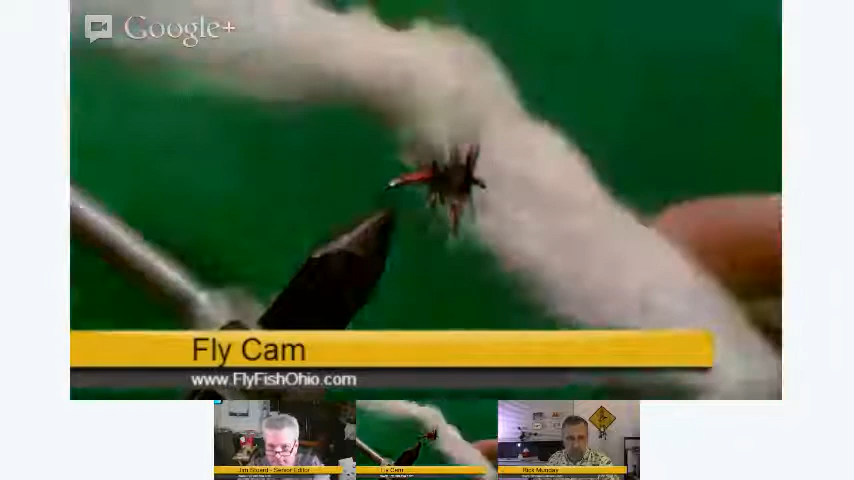 Google+
Fly Cam
www.FlyFishOhio.com
Jim Stuard - Senior Editor
Fly Cam
Rick Munday